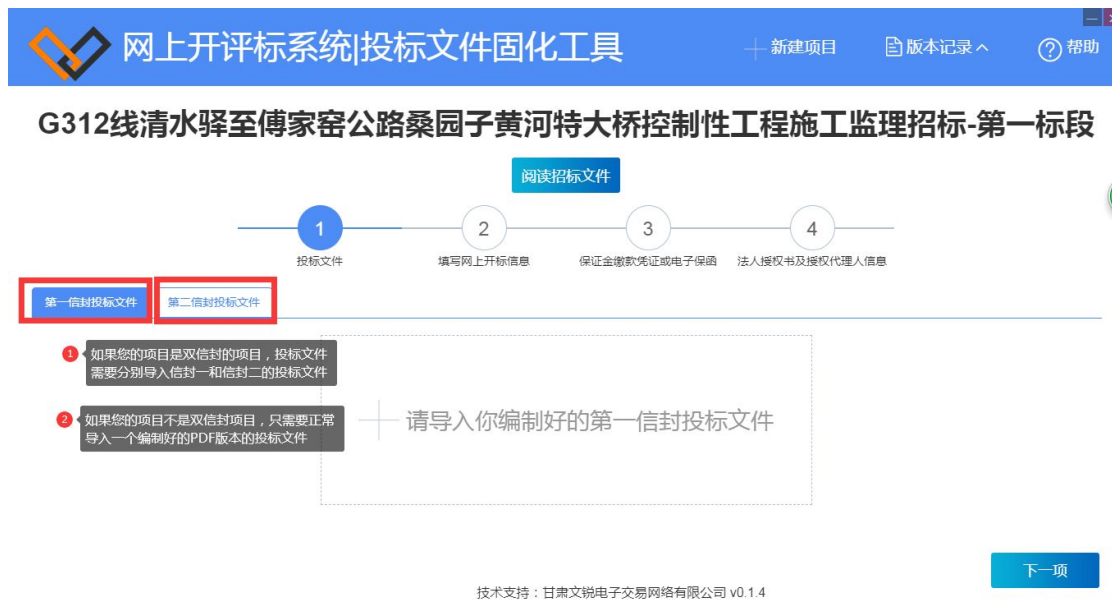 网上开评标系统|投标文件固化工具
新建项目
版本记录
帮助
G312线清水驿至傅家窑公路桑园子黄河特大桥控制性工程施工监理招标-第一标段
阅读招标文件
1
2
3
4
投标文件
填写网上开标信息
保证金缴款凭证或电子保函
法人授权书及授权代理人信息
第一信封投标文件
第二信封投标文件
1
如果您的项目是双信封的项目，投标文件
需要分别导入信封一和信封二的投标文件
2
如果您的项目不是双信封项目，只需要正常
导入一个编制好的PDF版本的投标文件
请导入你编制好的第一信封投标文件
下一项
技术支持：甘肃文锐电子交易网络有限公司 v0.1.4